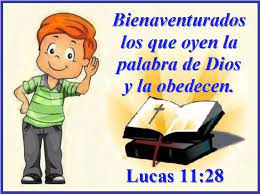 Bienaventurados
los que oyen la
palabra de Dios
y la obedecen.
Lucas 11:28